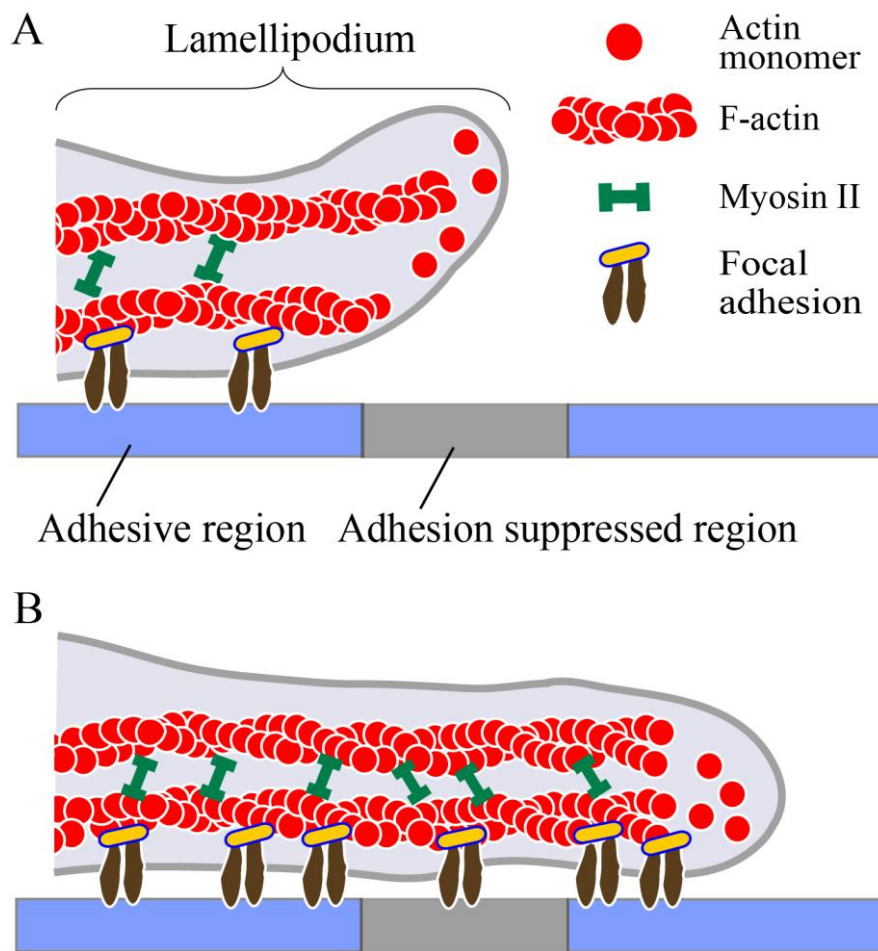 A
Lamellipodium
Actin
monomer
F-actin
Myosin II
Focal
adhesion
Adhesive region
Adhesion suppressed region
B